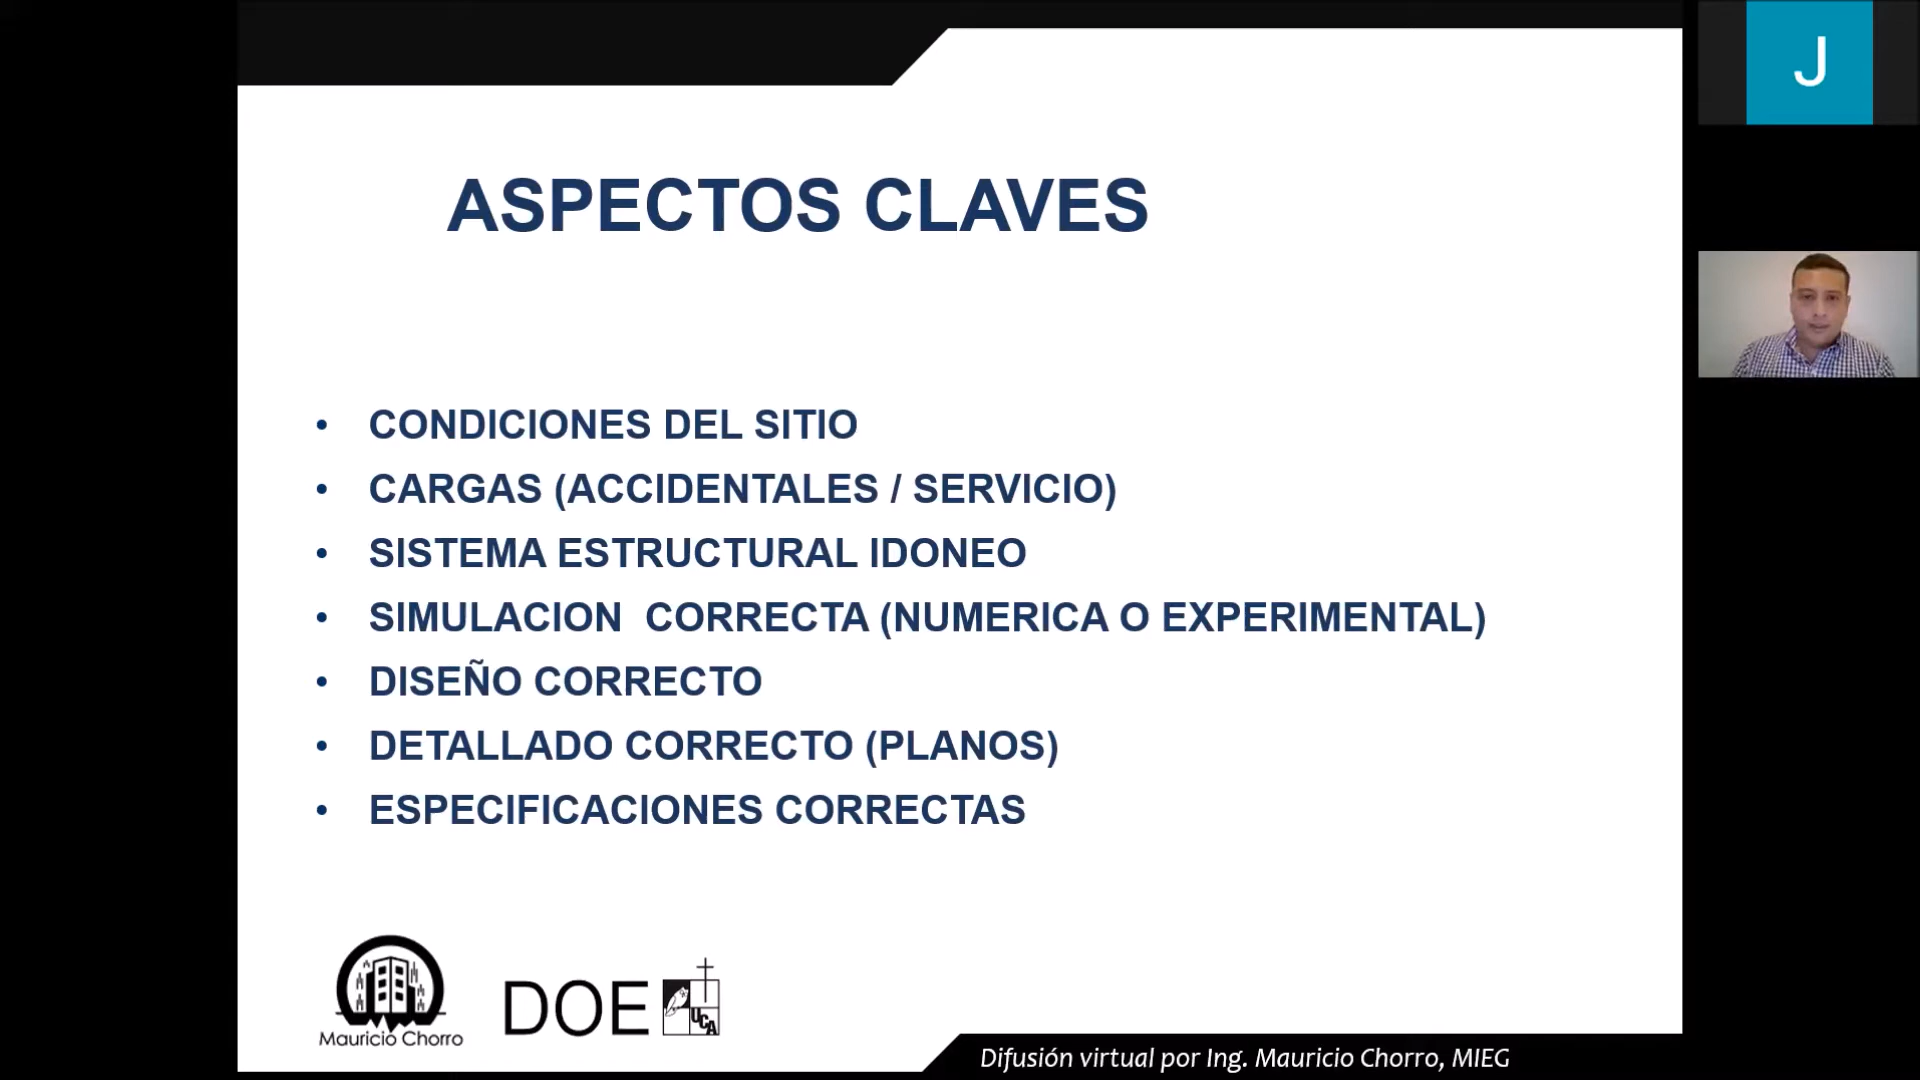 J
ASPECTOS CLAVES
• CONDICIONES DEL SITIO
• CARGAS (ACCIDENTALES / SERVICIO)
• SISTEMA ESTRUCTURAL IDONEO
• SIMULACION  CORRECTA (NUMERICA O EXPERIMENTAL)
• DISEÑO CORRECTO
• DETALLADO CORRECTO (PLANOS)
• ESPECIFICACIONES CORRECTAS
Mauricio Chorro
DOE
UCA
Difusión virtual por Ing. Mauricio Chorro, MIEG